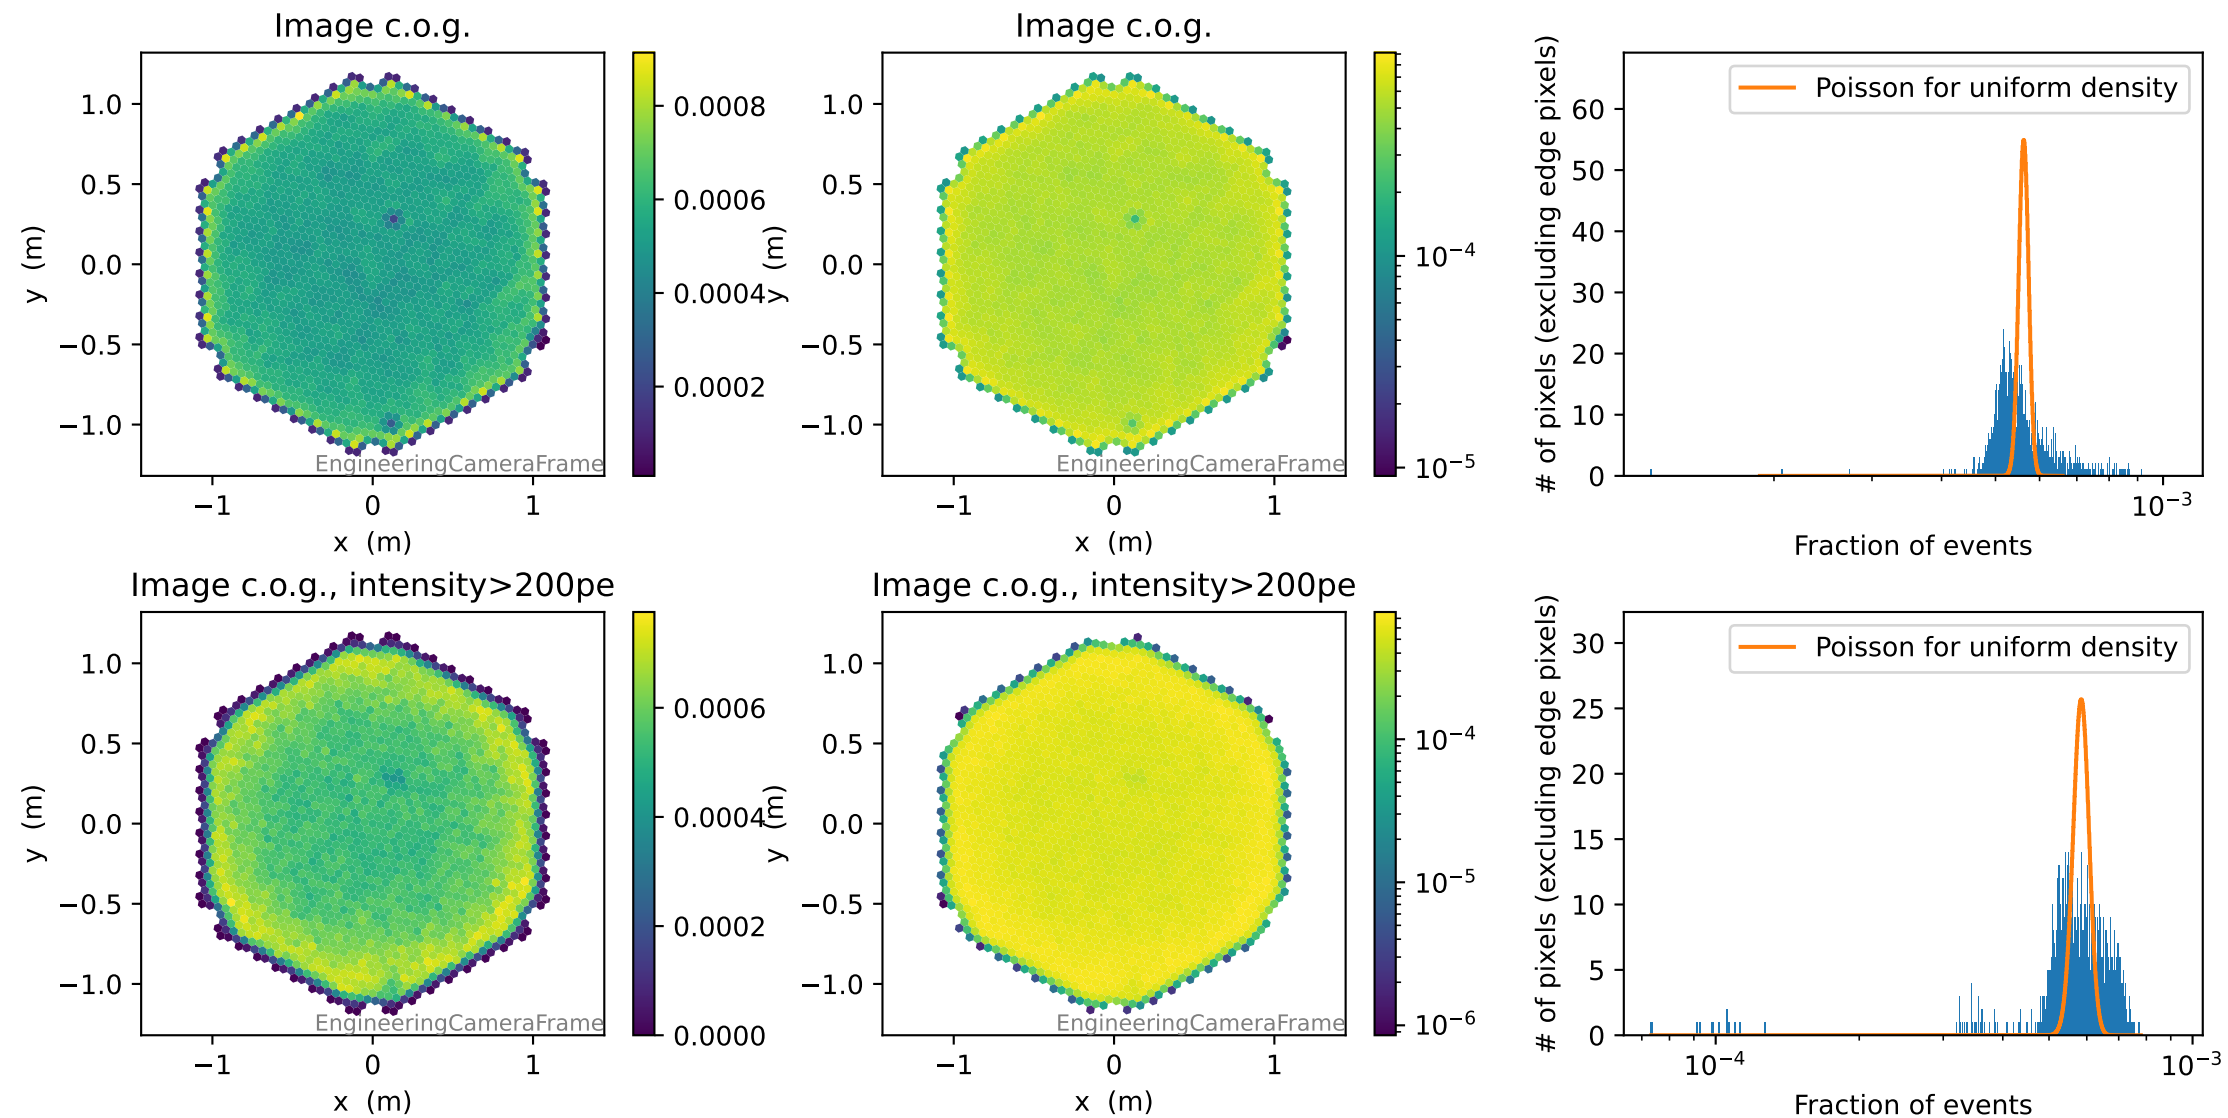 Image c.o.g.
1.0
0.5
0.0
−0.5
−1.0
y (m)
−1
0
1
x (m)
EngineeringCameraFrame
0.0008
0.0006
0.0004
0.0002
Image c.o.g.
1.0
0.5
0.0
−0.5
−1.0
y (m)
−1
0
1
x (m)
EngineeringCameraFrame
10⁻⁴
10⁻⁵
# of pixels (excluding edge pixels)
60
50
40
30
20
10
0
Poisson for uniform density
10⁻³
Fraction of events
Image c.o.g., intensity>200pe
1.0
0.5
0.0
−0.5
−1.0
y (m)
−1
0
1
x (m)
EngineeringCameraFrame
0.0006
0.0004
0.0002
0.0000
Image c.o.g., intensity>200pe
1.0
0.5
0.0
−0.5
−1.0
y (m)
−1
0
1
x (m)
EngineeringCameraFrame
10⁻⁴
10⁻⁵
10⁻⁶
# of pixels (excluding edge pixels)
30
25
20
15
10
5
0
Poisson for uniform density
10⁻⁴
10⁻³
Fraction of events